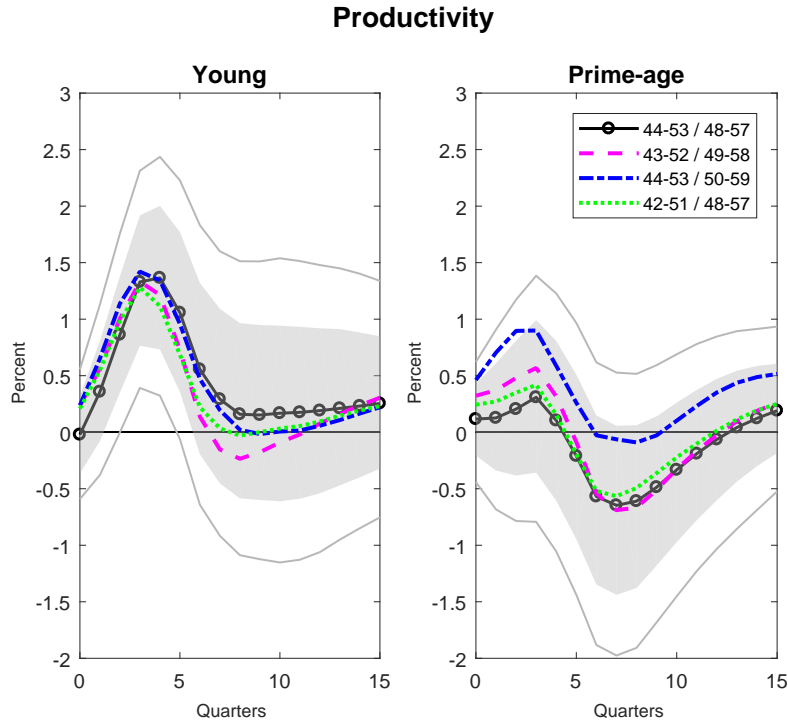 Productivity
Young
3
2.5
2
1.5
1
0.5
0
-0.5
-1
-1.5
-2
Percent
0
5
10
15
Quarters
Prime-age
3
2.5
2
1.5
1
0.5
0
-0.5
-1
-1.5
-2
Percent
0
5
10
15
Quarters
44-53 / 48-57
43-52 / 49-58
44-53 / 50-59
42-51 / 48-57